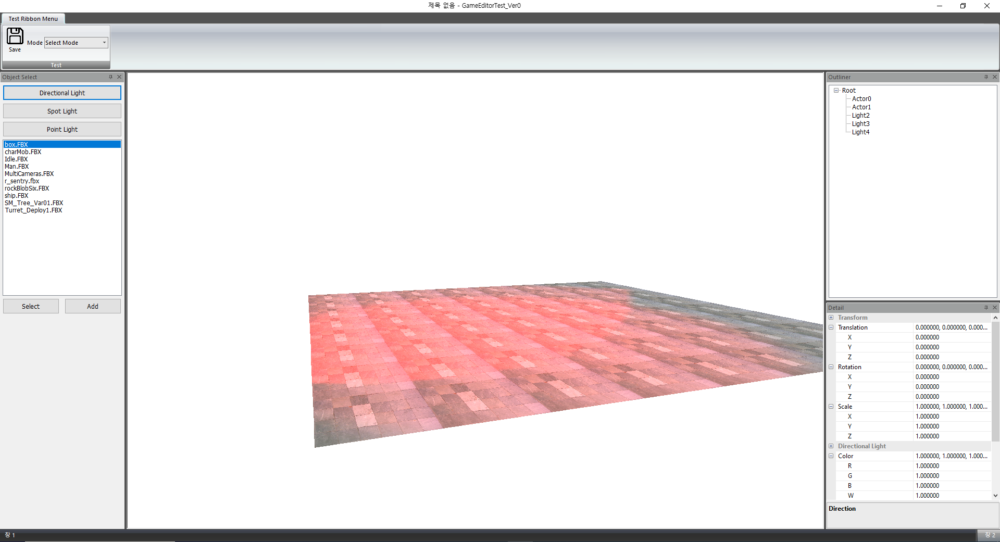 제목 없음 - GameEditorTest_Ver0
Test Ribbon Menu
Save
Mode Select Mode
Test
Object Select
Directional Light
Spot Light
Point Light
box.FBX
charMob.FBX
Idle.FBX
Man.FBX
MultiCameras.FBX
r_sentry.fbx
rockBlobSix.FBX
ship.FBX
SM_Tree_Var01.FBX
Turret_Deploy1.FBX
Select
Add
Outliner
Root
Actor0
Actor1
Light2
Light3
Light4
Detail
Transform
Translation 0.000000, 0.000000, 0.000...
X 0.000000
Y 0.000000
Z 0.000000
Rotation 0.000000, 0.000000, 0.000...
X 0.000000
Y 0.000000
Z 0.000000
Scale 1.000000, 1.000000, 1.000...
X 1.000000
Y 1.000000
Z 1.000000
Directional Light
Color 1.000000, 1.000000, 1.000...
R 1.000000
G 1.000000
B 1.000000
W 1.000000
Direction
창 1
창 2